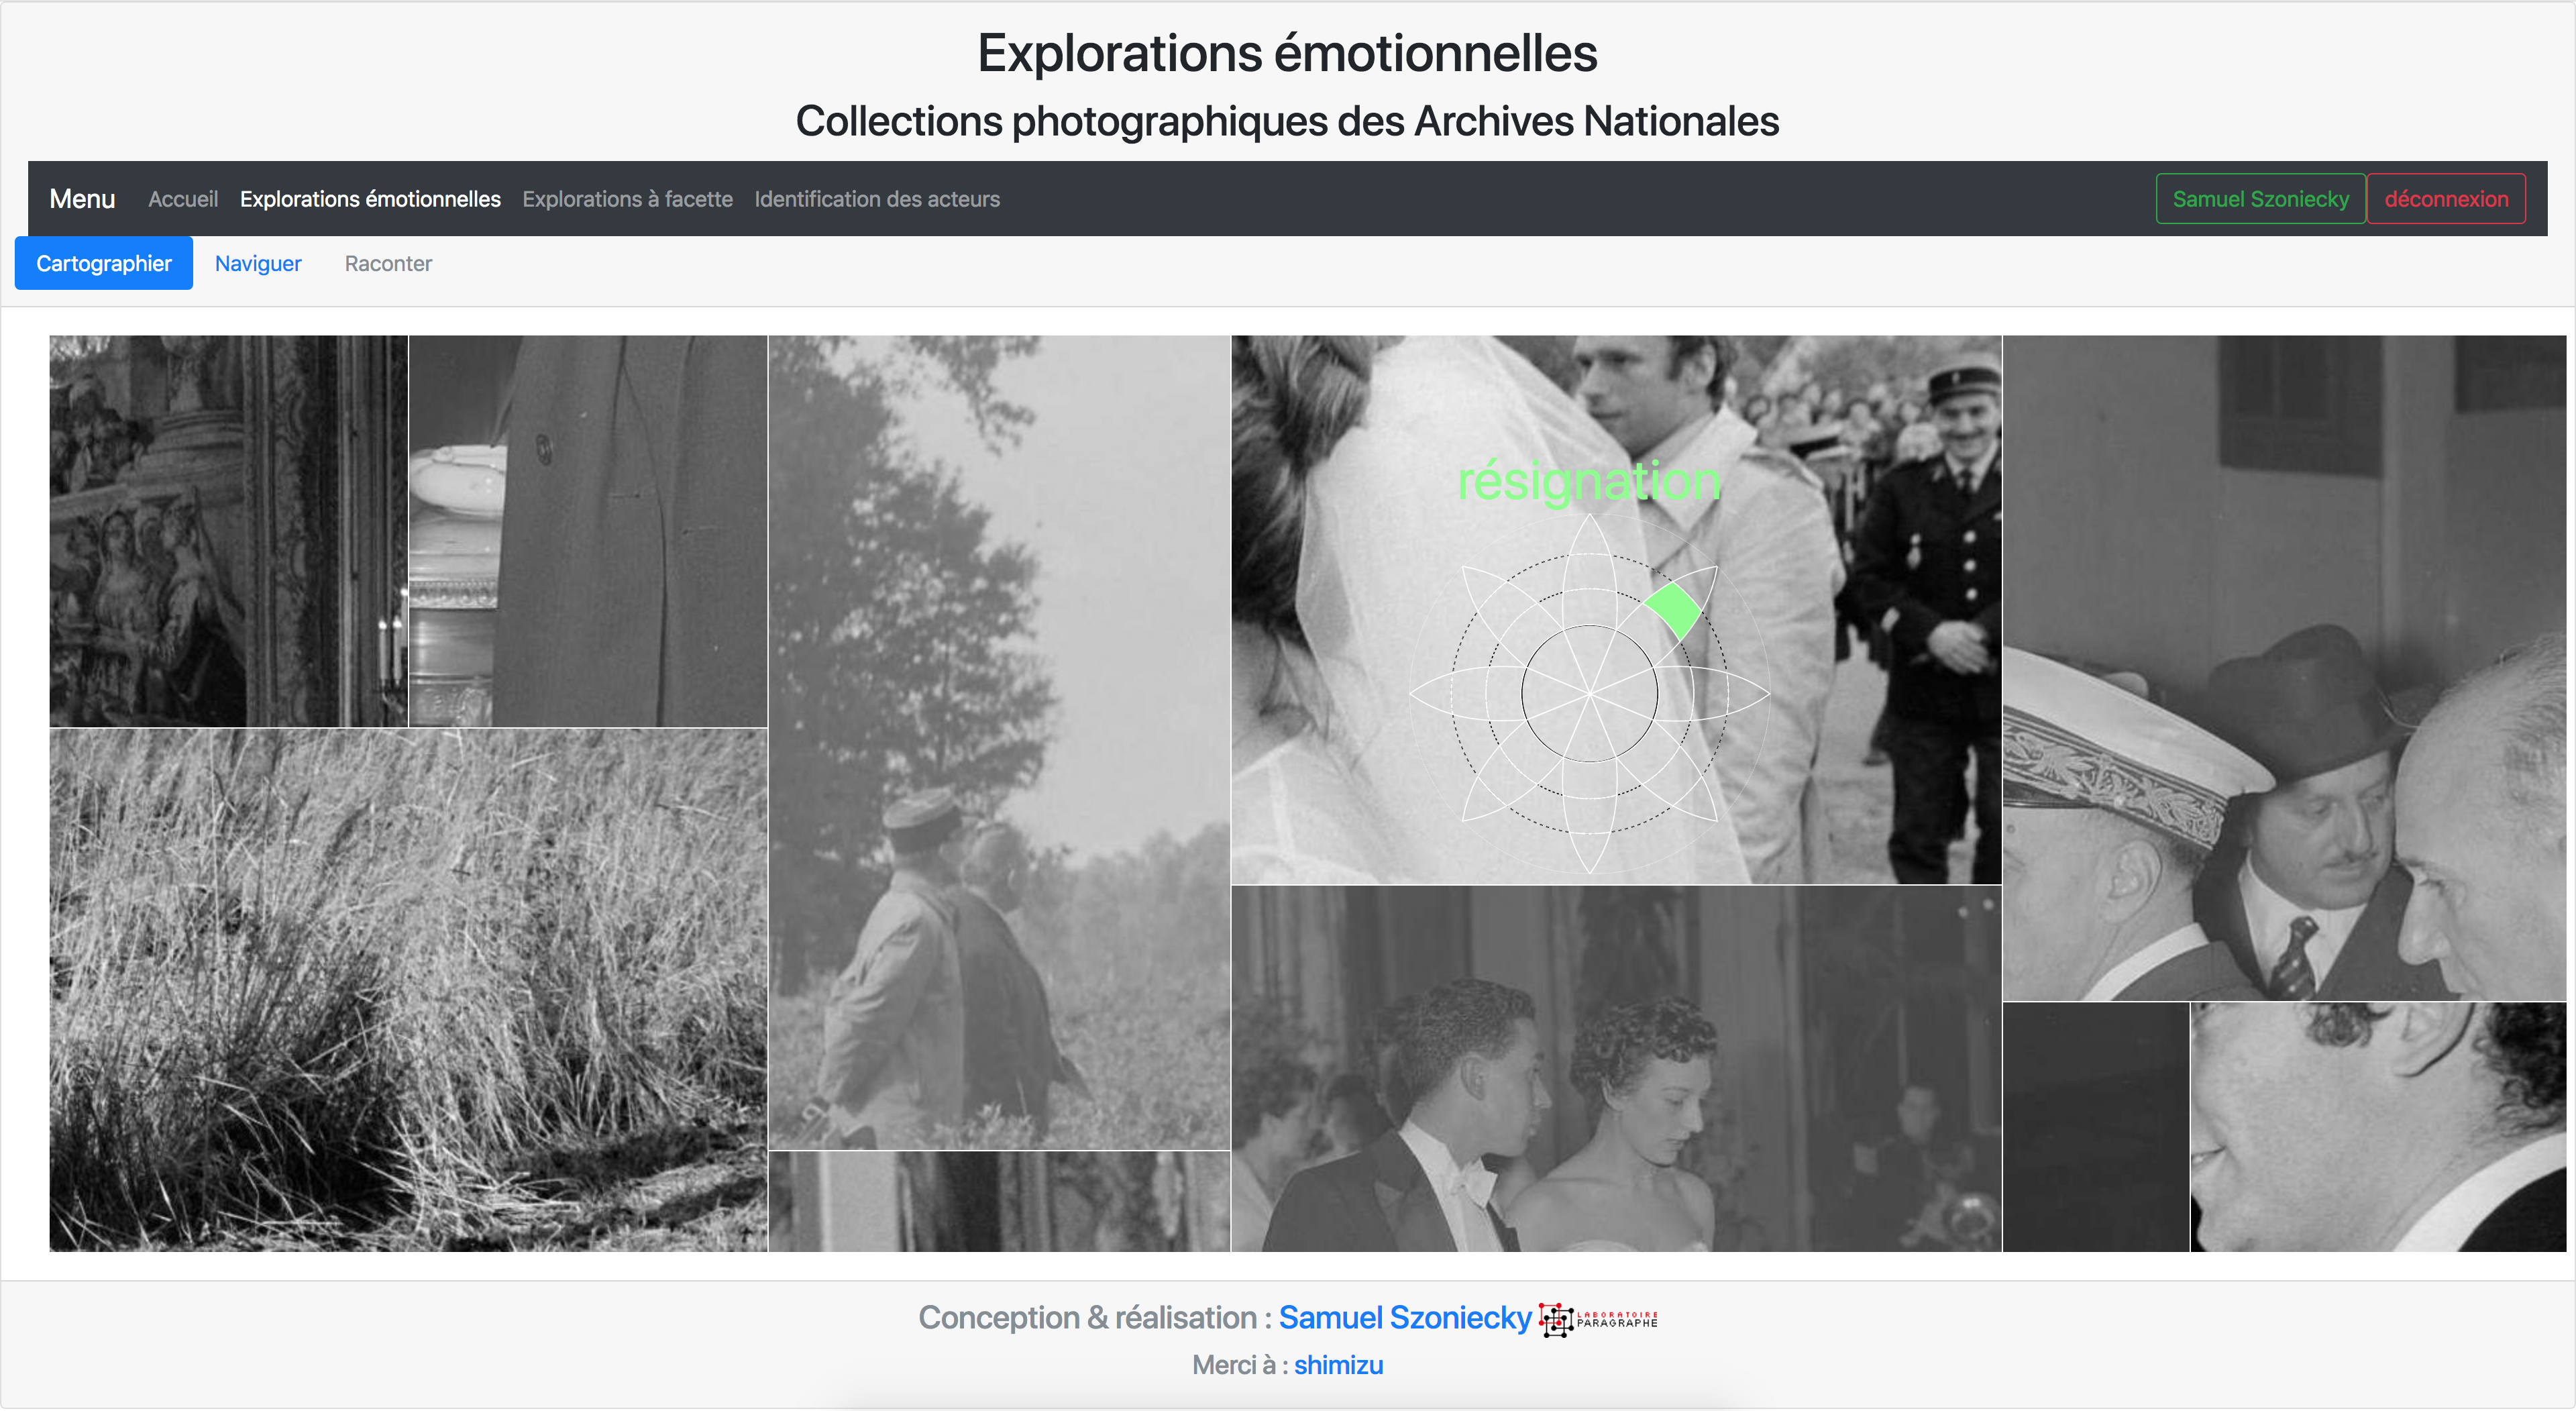 Explorations émotionnelles
Collections photographiques des Archives Nationales
Menu Accueil Explorations émotionnelles Explorations à facette Identification des acteurs Samuel Szoniecky déconnexion
Cartographier Naviguer Raconter
résignation
Conception & réalisation : Samuel Szoniecky LABORATOIRE PARAGRAPHE
Merci à : shimizu